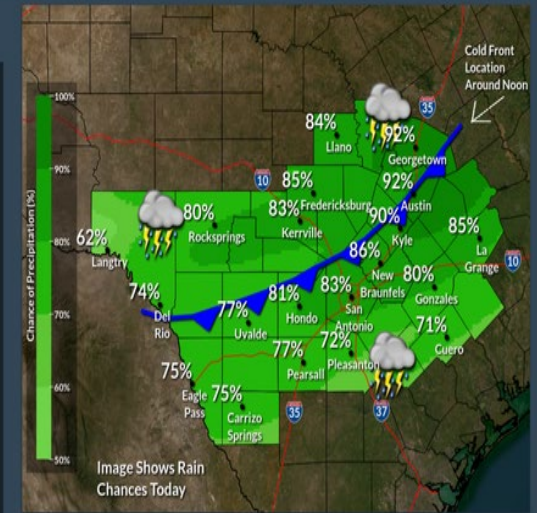 Cold Front
Location
Around Noon
Chance of Precipitation (%)
100%
90%
80%
70%
60%
50%
35
84%
Llano
92%
Georgetown
10
85%
Fredericksburg
92%
Austin
83%
Kerrville
80%
Rocksprings
90%
Kyle
85%
La
Grange
62%
Langtry
86%
New
Braunfels
10
80%
Gonzales
74%
Del
Rio
77%
Uvalde
81%
Hondo
83%
San
Antonio
71%
Cuero
77%
Pearsall
72%
Pleasanton
75%
Eagle
Pass
75%
Carrizo
Springs
35
37
Image Shows Rain
Chances Today